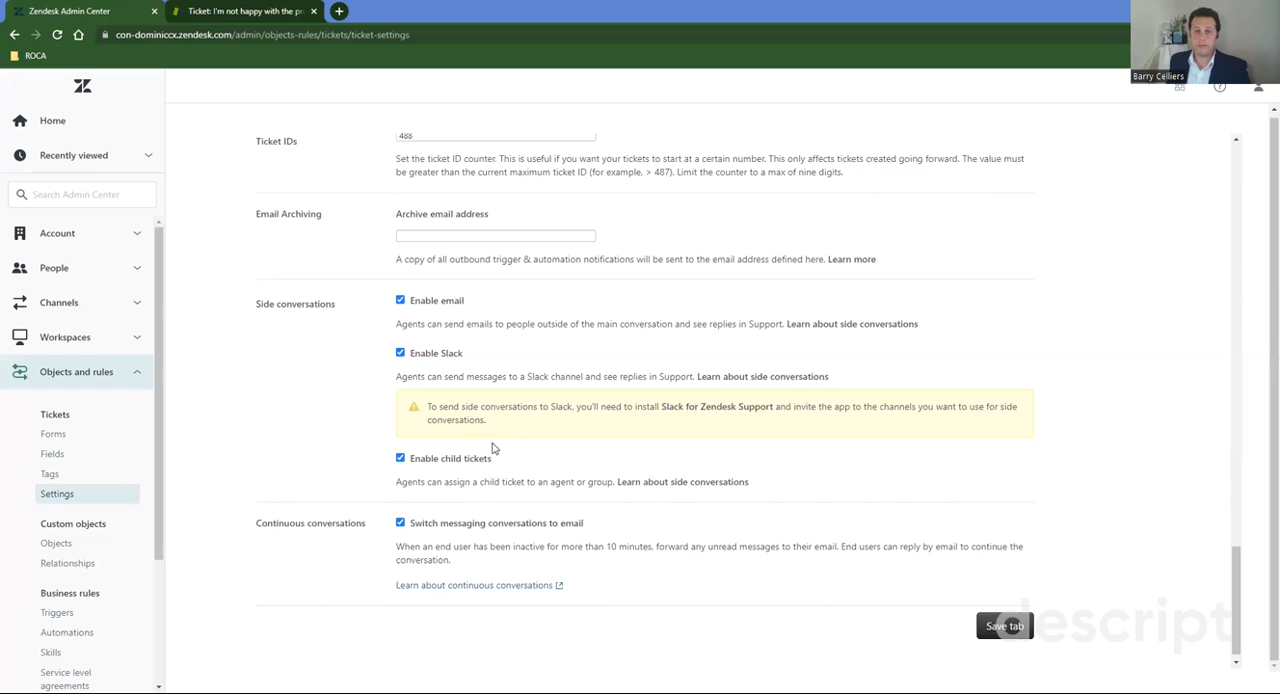 Zendesk Admin Center
Ticket: I'm not happy with the pr
con-dominiccx.zendesk.com/admin/objects-rules/tickets/ticket-settings
ROCA
Barry Celliers
Home
Recently viewed
Search Admin Center
Account
People
Channels
Workspaces
Objects and rules
Tickets
Forms
Fields
Tags
Settings
Custom objects
Objects
Relationships
Business rules
Triggers
Automations
Skills
Service level
agreements
Ticket IDs
488
Set the ticket ID counter. This is useful if you want your tickets to start at a certain number. This only affects tickets created going forward. The value must
be greater than the current maximum ticket ID (for example, > 487). Limit the counter to a max of nine digits.
Email Archiving
Archive email address
A copy of all outbound trigger & automation notifications will be sent to the email address defined here. Learn more
Side conversations
Enable email
Agents can send emails to people outside of the main conversation and see replies in Support. Learn about side conversations
Enable Slack
Agents can send messages to a Slack channel and see replies in Support. Learn about side conversations
To send side conversations to Slack, you'll need to install Slack for Zendesk Support and invite the app to the channels you want to use for side
conversations.
Enable child tickets
Agents can assign a child ticket to an agent or group. Learn about side conversations
Continuous conversations
Switch messaging conversations to email
When an end user has been inactive for more than 10 minutes, forward any unread messages to their email. End users can reply by email to continue the
conversation.
Learn about continuous conversations
Save tab
descript